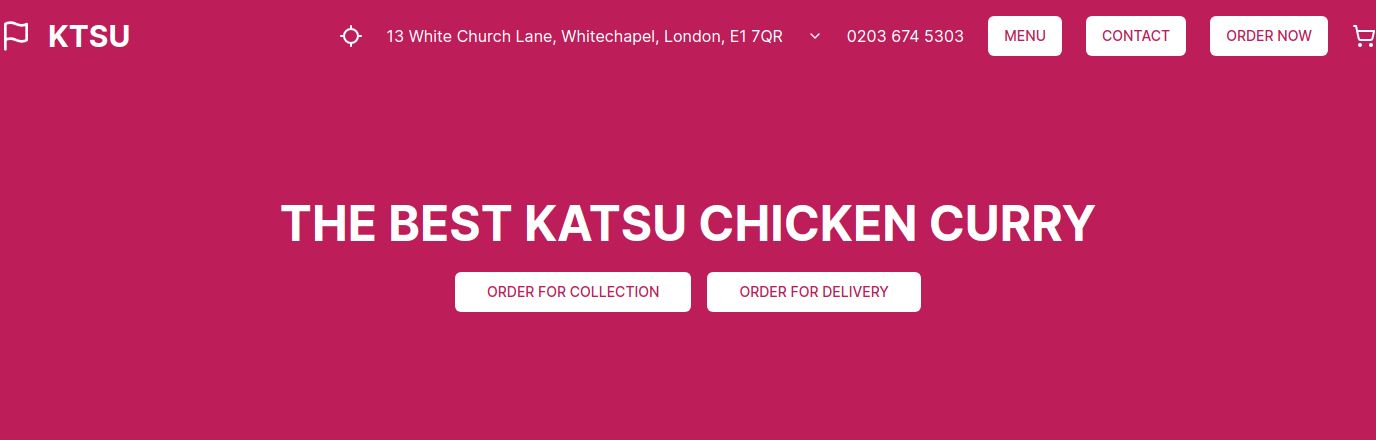 KTSU
13 White Church Lane, Whitechapel, London, E1 7QR
0203 674 5303
MENU
CONTACT
ORDER NOW
THE BEST KATSU CHICKEN CURRY
ORDER FOR COLLECTION
ORDER FOR DELIVERY